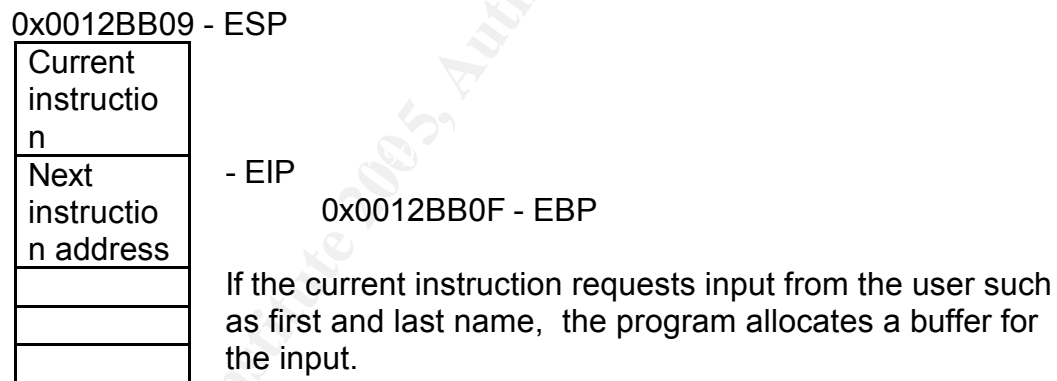 0x0012BB09 - ESP
Current
instructio
n
Next
instructio
n address
- EIP
0x0012BB0F - EBP
If the current instruction requests input from the user such
as first and last name, the program allocates a buffer for
the input.